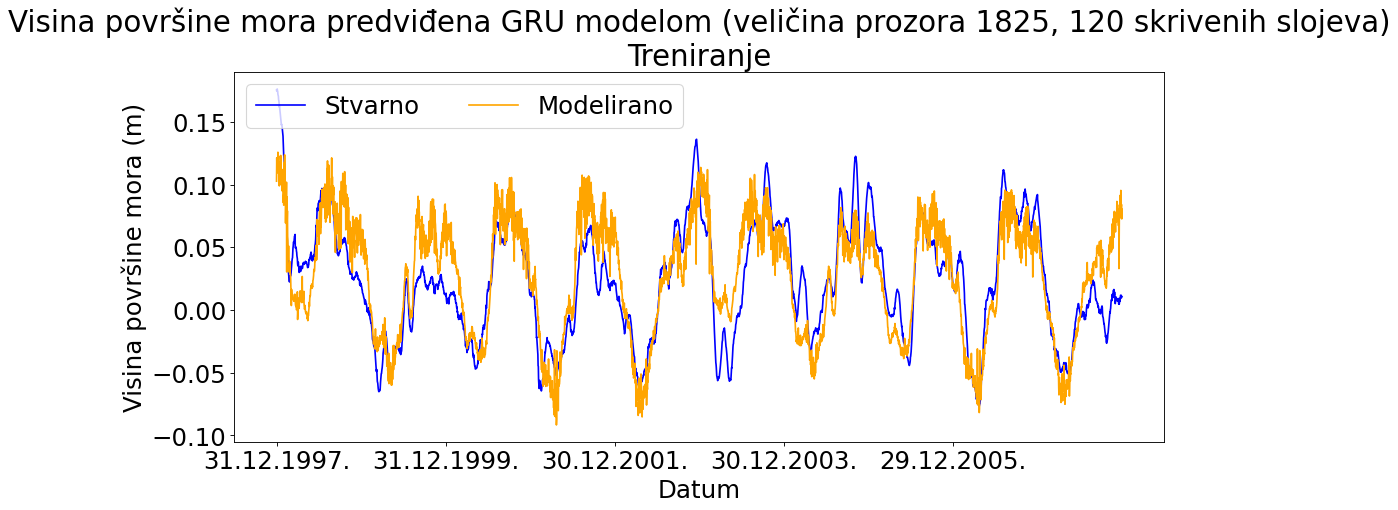 Visina površine mora predviđena GRU modelom (veličina prozora 1825, 120 skrivenih slojeva)
Treniranje
Stvarno
Modelirano
Visina površine mora (m)
0.15
0.10
0.05
0.00
−0.05
−0.10
31.12.1997.
31.12.1999.
30.12.2001.
30.12.2003.
29.12.2005.
Datum